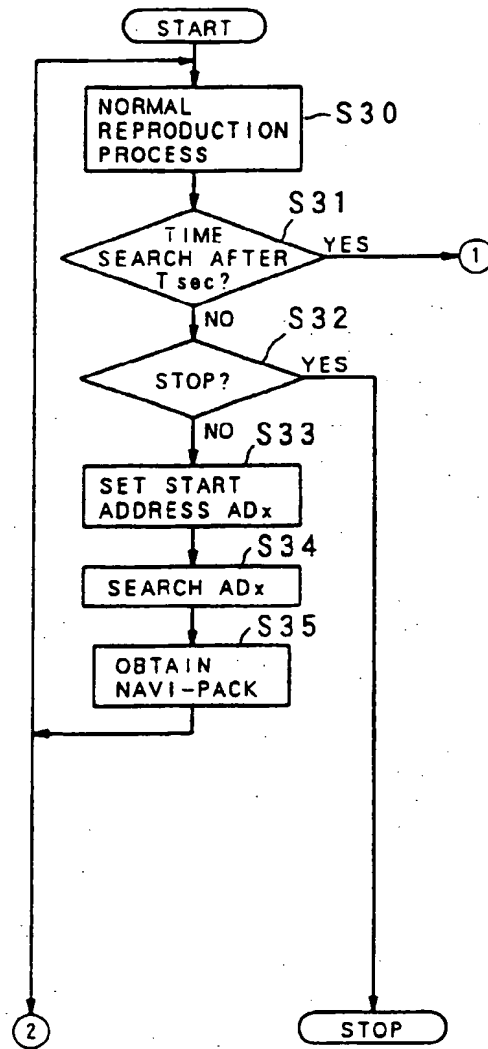 START
NORMAL
REPRODUCTION
PROCESS
S30
S31
TIME
SEARCH AFTER
T sec?
YES
1
NO
S32
STOP?
YES
NO
S33
SET START
ADDRESS ADx
S34
SEARCH ADx
S35
OBTAIN
NAVI-PACK
2
STOP